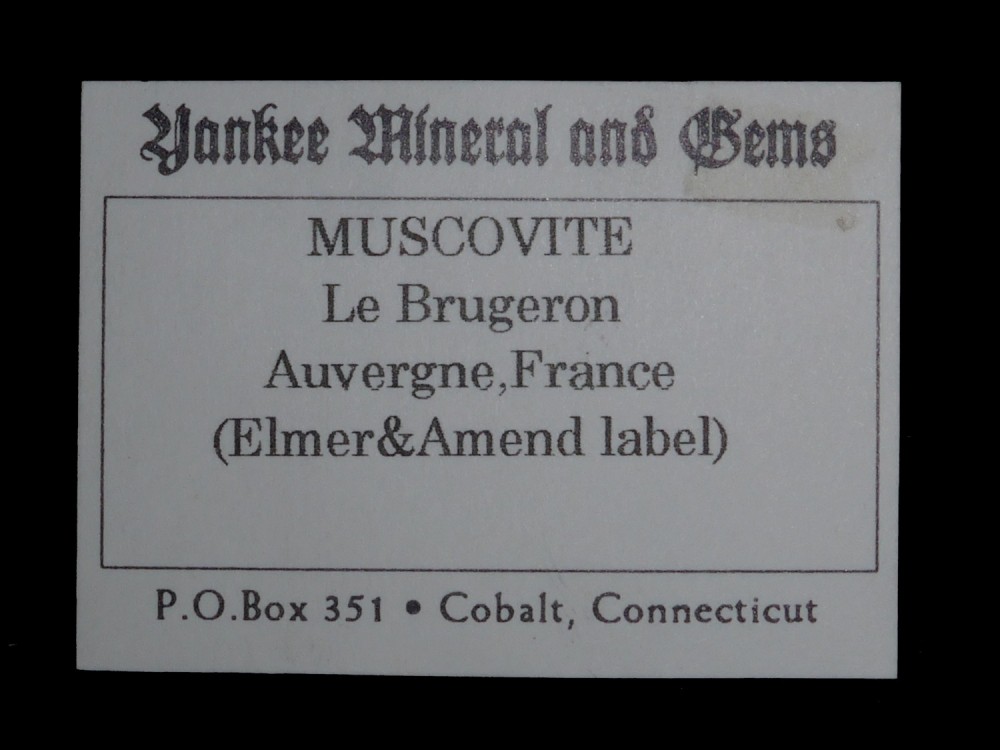 Yankee Mineral and Gems
MUSCOVITE
Le Brugeron
Auvergne,France
(Elmer&Amend label)
P.O.Box 351 • Cobalt, Connecticut